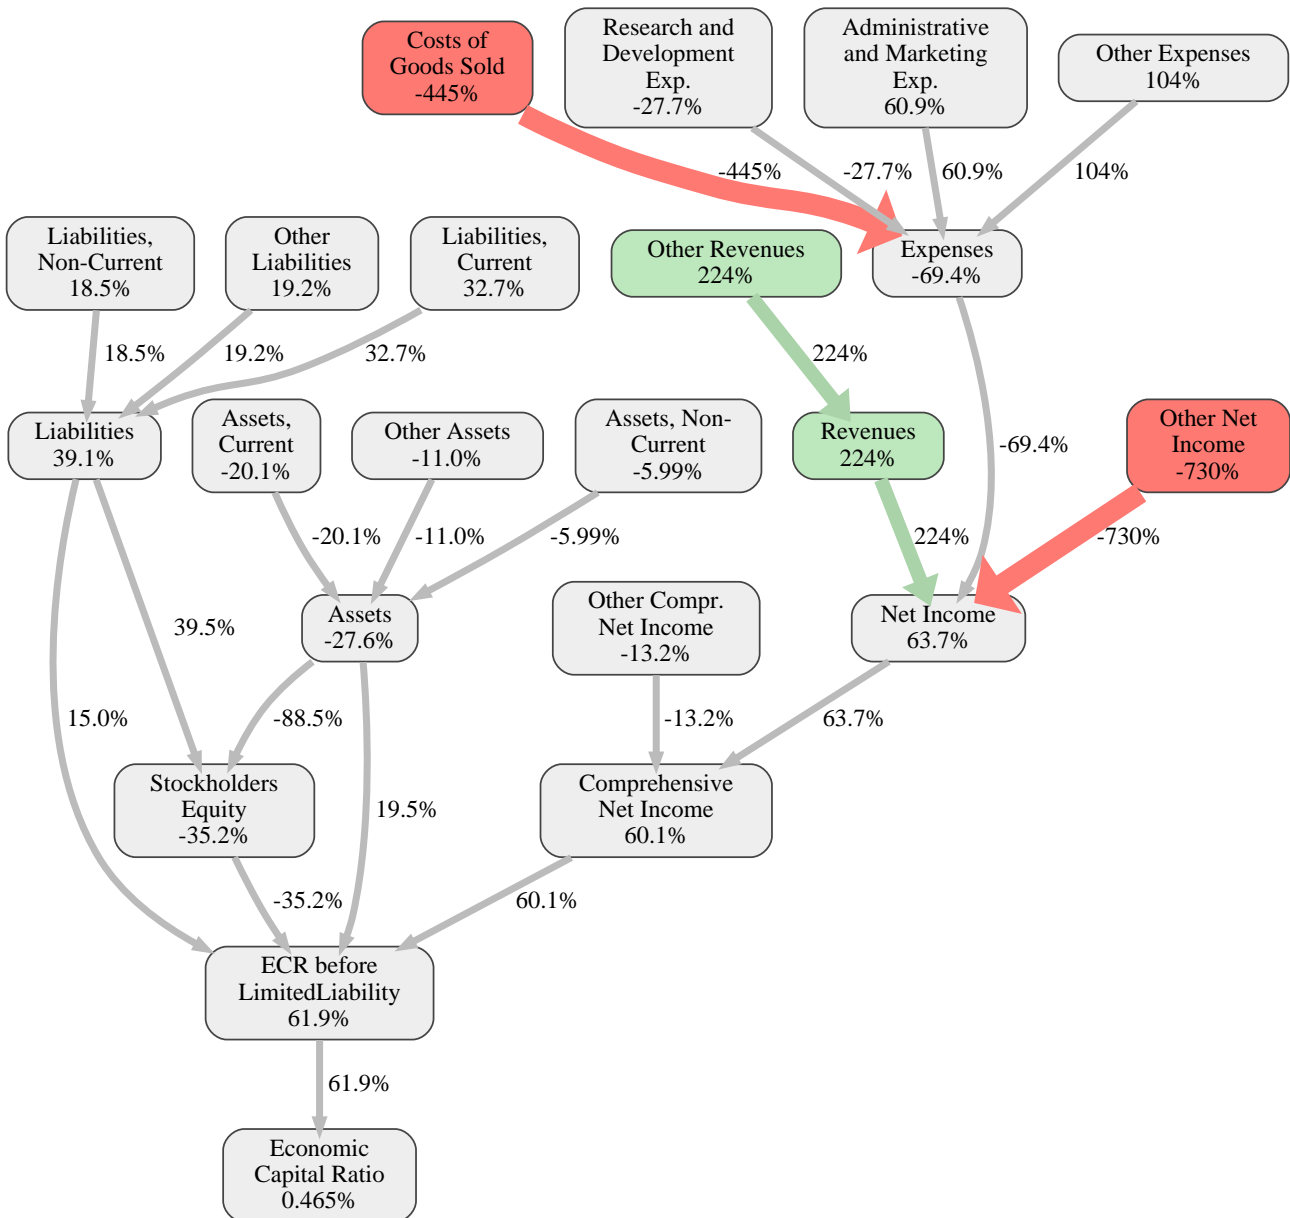 Costs of
Goods Sold
-445%
Research and
Development
Exp.
-27.7%
Administrative
and Marketing
Exp.
60.9%
Other Expenses
104%
-445%
-27.7%
60.9%
104%
Liabilities,
Non-Current
18.5%
Other
Liabilities
19.2%
Liabilities,
Current
32.7%
Other Revenues
224%
Expenses
-69.4%
18.5%
19.2%
32.7%
224%
Liabilities
39.1%
Assets,
Current
-20.1%
Other Assets
-11.0%
Assets, Non-
Current
-5.99%
Revenues
224%
-69.4%
Other Net
Income
-730%
-20.1%
-11.0%
-5.99%
224%
-730%
39.5%
Assets
-27.6%
Other Compr.
Net Income
-13.2%
Net Income
63.7%
15.0%
-88.5%
-13.2%
63.7%
Stockholders
Equity
-35.2%
19.5%
Comprehensive
Net Income
60.1%
-35.2%
60.1%
ECR before
LimitedLiability
61.9%
61.9%
Economic
Capital Ratio
0.465%